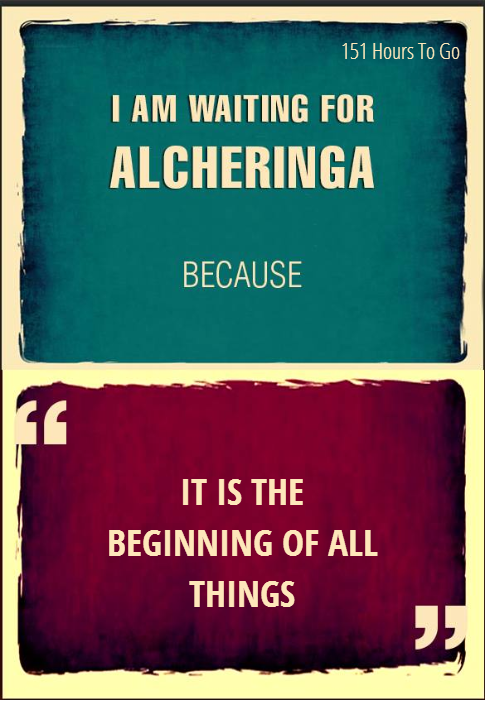 151 Hours To Go
I AM WAITING FOR
ALCHERINGA
BECAUSE
“
IT IS THE
BEGINNING OF ALL
THINGS
”